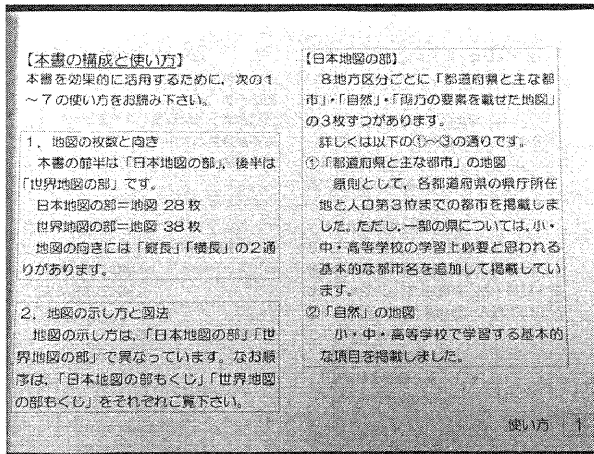 【本書の構成と使い方】
本書を効果的に活用するために、次の1
～7の使い方をお読み下さい。
1．地図の枚数と向き
本書の前半は「日本地図の部」、後半は
「世界地図の部」です。
日本地図の部＝地図 28 枚
世界地図の部＝地図 38 枚
地図の向きには「縦長」「横長」の2通
りがあります。
2．地図の示し方と図法
地図の示し方は、「日本地図の部」「世
界地図の部」で異なっています。なお順
序は、「日本地図の部もくじ」「世界地図
の部もくじ」をそれぞれご覧下さい。
【日本地図の部】
8地方区分ごとに「都道府県と主な都
市」・「自然」・「両方の要素を載せた地図」
の3枚ずつがあります。
詳しくは以下の①～③の通りです。
①「都道府県と主な都市」の地図
原則として、各都道府県の県庁所在
地と人口第3位までの都市を掲載しま
した。ただし、一部の県については、小・
中・高等学校の学習上必要と思われる
基本的な都市名を追加して掲載してい
ます。
②「自然」の地図
小・中・高等学校で学習する基本的
な項目を掲載しました。
使い方 1